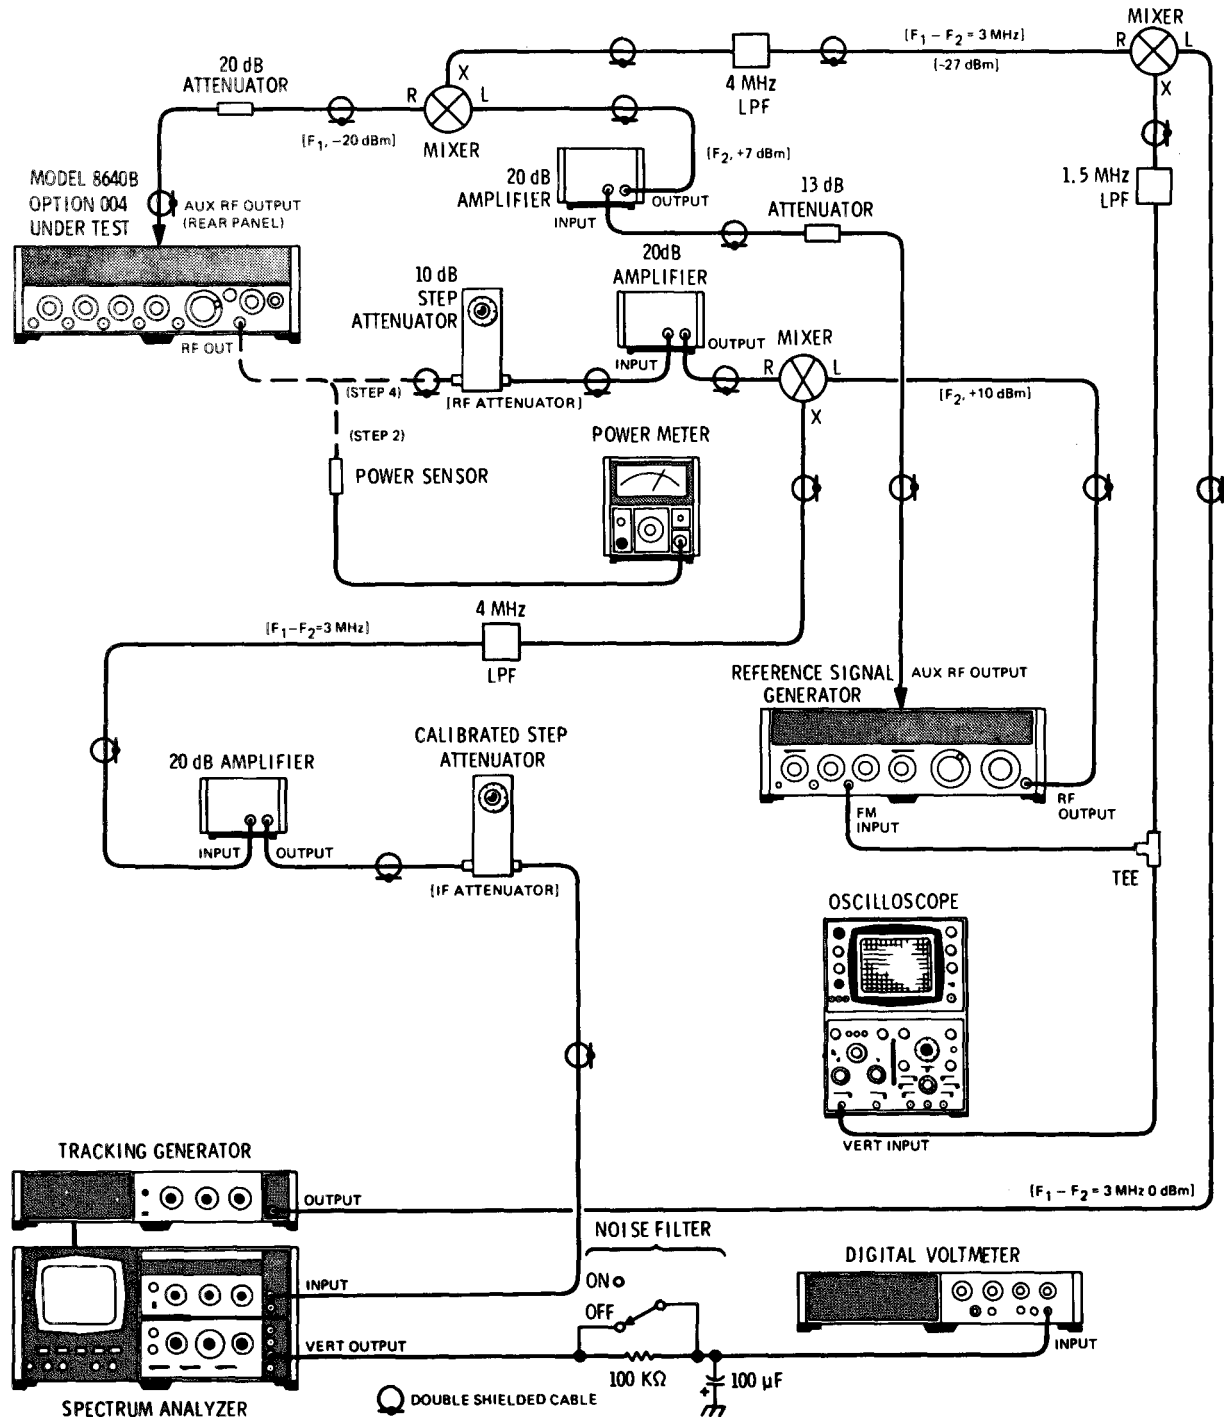 MIXER
[F1 – F2 = 3 MHz]
R
L
[-27 dBm]
X
4 MHz
LPF
20 dB
ATTENUATOR
X
R
L
[F1, –20 dBm]
MIXER
[F2, +7 dBm]
1.5 MHz
LPF
MODEL 8640B
OPTION 004
UNDER TEST
AUX RF OUTPUT
(REAR PANEL)
20 dB
AMPLIFIER
INPUT
OUTPUT
13 dB
ATTENUATOR
10 dB
STEP
ATTENUATOR
20dB
AMPLIFIER
INPUT
OUTPUT
MIXER
R
L
X
[F2, +10 dBm]
RF OUT
(STEP 4)
[RF ATTENUATOR]
(STEP 2)
POWER SENSOR
POWER METER
[F1–F2=3 MHz]
4 MHz
LPF
REFERENCE SIGNAL
GENERATOR
AUX RF OUTPUT
FM
INPUT
RF
OUTPUT
TEE
20 dB AMPLIFIER
INPUT
OUTPUT
CALIBRATED STEP
ATTENUATOR
[IF ATTENUATOR]
OSCILLOSCOPE
VERT INPUT
TRACKING GENERATOR
OUTPUT
[F1 – F2 = 3 MHz 0 dBm]
NOISE FILTER
ON
OFF
DIGITAL VOLTMETER
INPUT
INPUT
VERT OUTPUT
100 KΩ
+
100 µF
SPECTRUM ANALYZER
DOUBLE SHIELDED CABLE